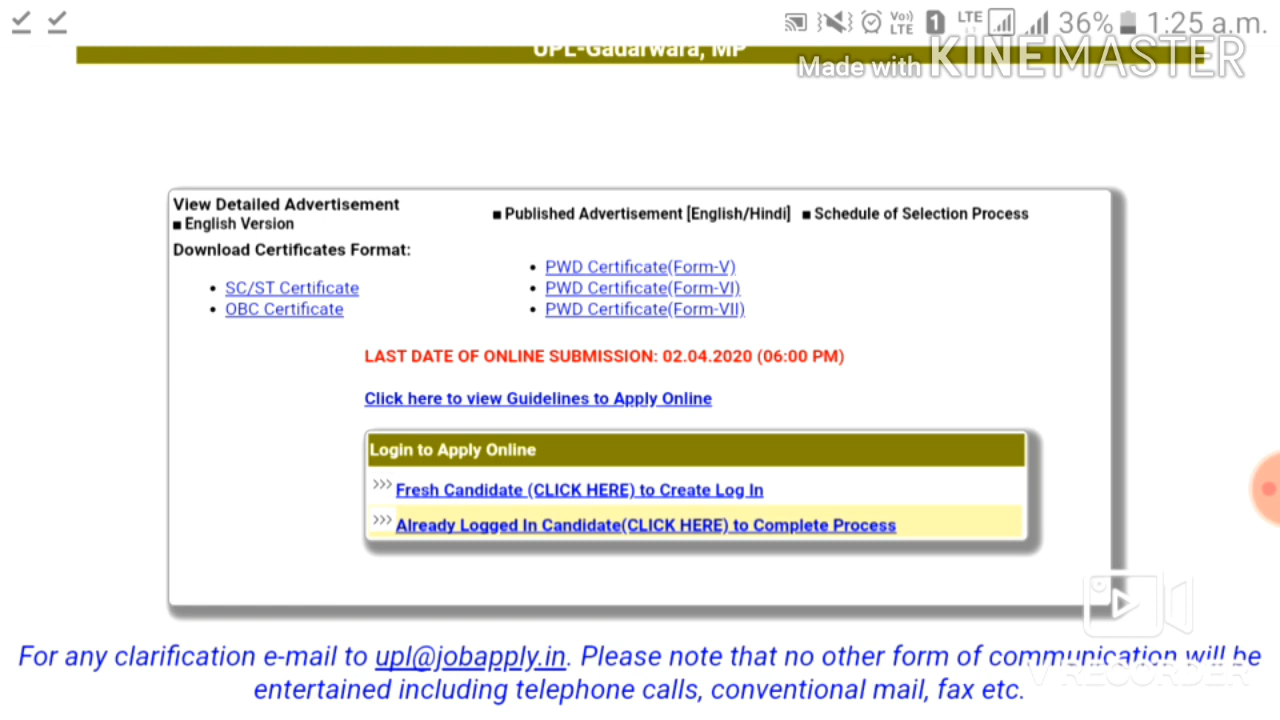 Vo))
LTE
1
LTE
36%
1:25 a.m.
UPL-Gadarwara, MP
Made with KINEMASTER
View Detailed Advertisement
■ English Version
■ Published Advertisement [English/Hindi] ■ Schedule of Selection Process
Download Certificates Format:
• SC/ST Certificate
• OBC Certificate
• PWD Certificate(Form-V)
• PWD Certificate(Form-VI)
• PWD Certificate(Form-VII)
LAST DATE OF ONLINE SUBMISSION: 02.04.2020 (06:00 PM)
Click here to view Guidelines to Apply Online
Login to Apply Online
>>> Fresh Candidate (CLICK HERE) to Create Log In
>>> Already Logged In Candidate(CLICK HERE) to Complete Process
For any clarification e-mail to upl@jobapply.in. Please note that no other form of communication will be
entertained including telephone calls, conventional mail, fax etc.
V RECORDER